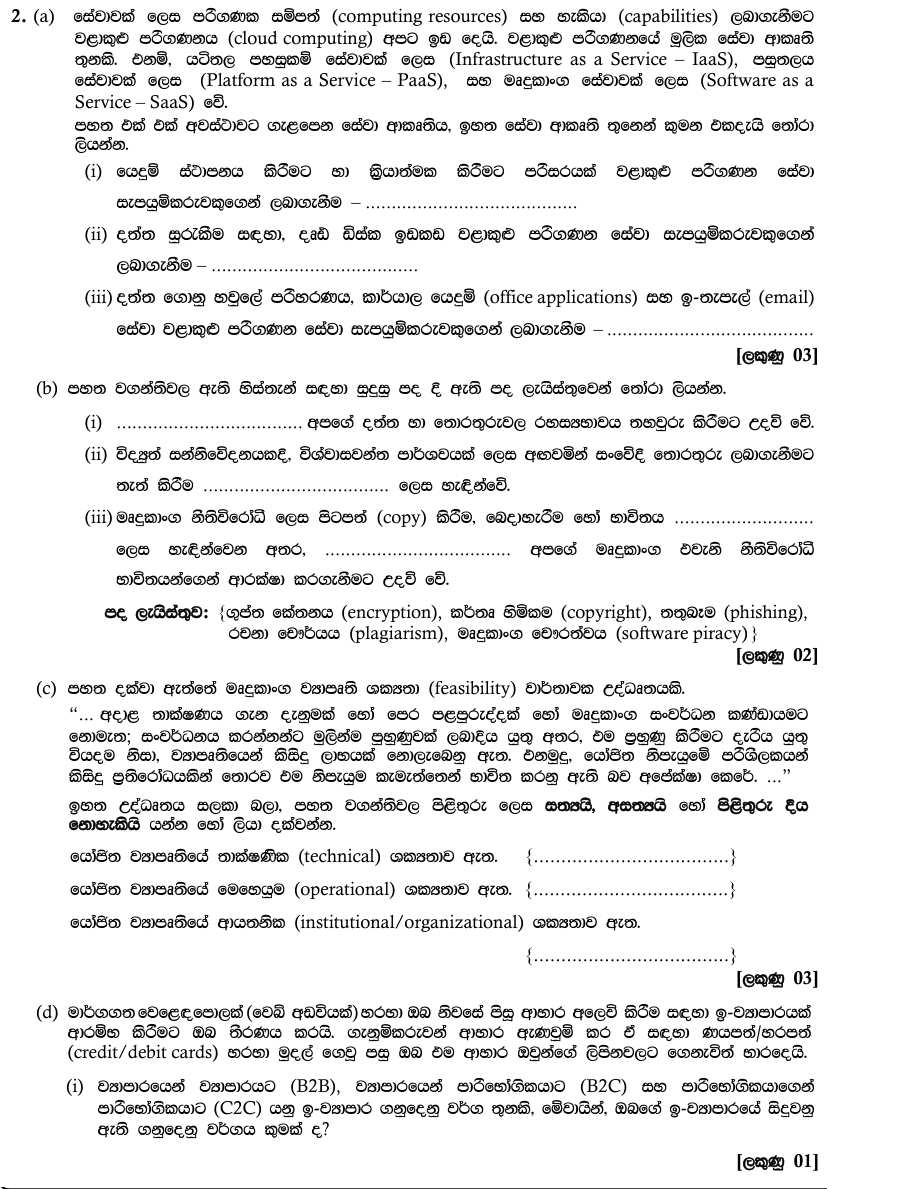 2. (a) සේවාවක් ලෙස පරිගණක සම්පත් (computing resources) සහ හැකියා (capabilities) ලබාගැනීමට
වළාකුළු පරිගණනය (cloud computing) අපට ඉඩ දෙයි. වළාකුළු පරිගණනයේ මූලික සේවා ආකෘති
තුනකි. එනම්, යටිතල පහසුකම් සේවාවක් ලෙස (Infrastructure as a Service – IaaS), පසුතලය
සේවාවක් ලෙස (Platform as a Service – PaaS), සහ මෘදුකාංග සේවාවක් ලෙස (Software as a
Service – SaaS) වේ.
පහත එක් එක් අවස්ථාවට ගැළපෙන සේවා ආකෘතිය, ඉහත සේවා ආකෘති තුනෙන් කුමන එකදැයි තෝරා
ලියන්න.
(i) යෙදුම් ස්ථාපනය කිරීමට හා ක්‍රියාත්මක කිරීමට පරිසරයක් වළාකුළු පරිගණන සේවා
සැපයුම්කරුවකුගෙන් ලබාගැනීම – .........................................
(ii) දත්ත සුරැකීම සඳහා, දෘඪ ඩිස්ක ඉඩකඩ වළාකුළු පරිගණන සේවා සැපයුම්කරුවකුගෙන්
ලබාගැනීම – ........................................
(iii) දත්ත ගොනු හවුලේ පරිහරණය, කාර්යාල යෙදුම් (office applications) සහ ඉ-තැපැල් (email)
සේවා වළාකුළු පරිගණන සේවා සැපයුම්කරුවකුගෙන් ලබාගැනීම – ........................................
[ලකුණු 03]
(b) පහත වගන්තිවල ඇති හිස්තැන් සඳහා සුදුසු පද දී ඇති පද ලැයිස්තුවෙන් තෝරා ලියන්න.
(i) .................................... අපගේ දත්ත හා තොරතුරුවල රහස්‍යභාවය තහවුරු කිරීමට උදවි වේ.
(ii) විද්‍යුත් සන්නිවේදනයකදී, විශ්වාසවන්ත පාර්ශවයක් ලෙස අඟවමින් සංවේදී තොරතුරු ලබාගැනීමට
තැත් කිරීම .................................... ලෙස හැඳින්වේ.
(iii) මෘදුකාංග නීතිවිරෝධී ලෙස පිටපත් (copy) කිරීම, බෙදාහැරීම හෝ භාවිතය ...........................
ලෙස හැඳින්වෙන අතර, .................................... අපගේ මෘදුකාංග එවැනි නීතිවිරෝධී
භාවිතයන්ගෙන් ආරක්ෂා කරගැනීමට උදවි වේ.
පද ලැයිස්තුව: {ගුප්ත කේතනය (encryption), කර්තෘ හිමිකම (copyright), තතුබෑම (phishing),
රචනා චෞර්යය (plagiarism), මෘදුකාංග චෞරත්වය (software piracy)}
[ලකුණු 02]
(c) පහත දක්වා ඇත්තේ මෘදුකාංග ව්‍යාපෘති ශක්‍යතා (feasibility) වාර්තාවක උද්ධෘතයකි.
“... අදාළ තාක්ෂණය ගැන දැනුමක් හෝ පෙර පළපුරුද්දක් හෝ මෘදුකාංග සංවර්ධන කණ්ඩායමට
නොමැත; සංවර්ධනය කරන්නන්ට මුලින්ම පුහුණුවක් ලබාදිය යුතු අතර, එම පුහුණු කිරීමට දැරිය යුතු
වියදම නිසා, ව්‍යාපෘතියෙන් කිසිදු ලාභයක් නොලැබෙනු ඇත. එනමුදු, යෝජිත නිපැයුමේ පරිශීලකයන්
කිසිදු ප්‍රතිරෝධයකින් තොරව එම නිපැයුම කැමැත්තෙන් භාවිත කරනු ඇති බව අපේක්ෂා කෙරේ. ...”
ඉහත උද්ධෘතය සලකා බලා, පහත වගන්තිවල පිළිතුරු ලෙස සත්‍යයි, අසත්‍යයි හෝ පිළිතුරු දිය
නොහැකියි යන්න හෝ ලියා දක්වන්න.
යෝජිත ව්‍යාපෘතියේ තාක්ෂණික (technical) ශක්‍යතාව ඇත. {......................................}
යෝජිත ව්‍යාපෘතියේ මෙහෙයුම් (operational) ශක්‍යතාව ඇත. {......................................}
යෝජිත ව්‍යාපෘතියේ ආයතනික (institutional/organizational) ශක්‍යතාව ඇත.
{......................................}
[ලකුණු 03]
(d) මාර්ගගත වෙළෙඳපොලක් (වෙබ් අඩවියක්) හරහා ඔබ නිවසේ පිසූ ආහාර අලෙවි කිරීම සඳහා ඉ-ව්‍යාපාරයක්
ආරම්භ කිරීමට ඔබ තීරණය කරයි. ගැනුම්කරුවන් ආහාර ඇණවුම් කර ඒ සඳහා ණයපත්/හරපත්
(credit/debit cards) හරහා මුදල් ගෙවූ පසු ඔබ එම ආහාර ඔවුන්ගේ ලිපිනවලට ගෙනැවිත් භාරදෙයි.
(i) ව්‍යාපාරයෙන් ව්‍යාපාරයට (B2B), ව්‍යාපාරයෙන් පාරිභෝගිකයාට (B2C) සහ පාරිභෝගිකයාගෙන්
පාරිභෝගිකයාට (C2C) යනු ඉ-ව්‍යාපාර ගනුදෙනු වර්ග තුනකි, මේවායින්, ඔබගේ ඉ-ව්‍යාපාරයේ සිදුවනු
ඇති ගනුදෙනු වර්ගය කුමක් ද?
[ලකුණු 01]